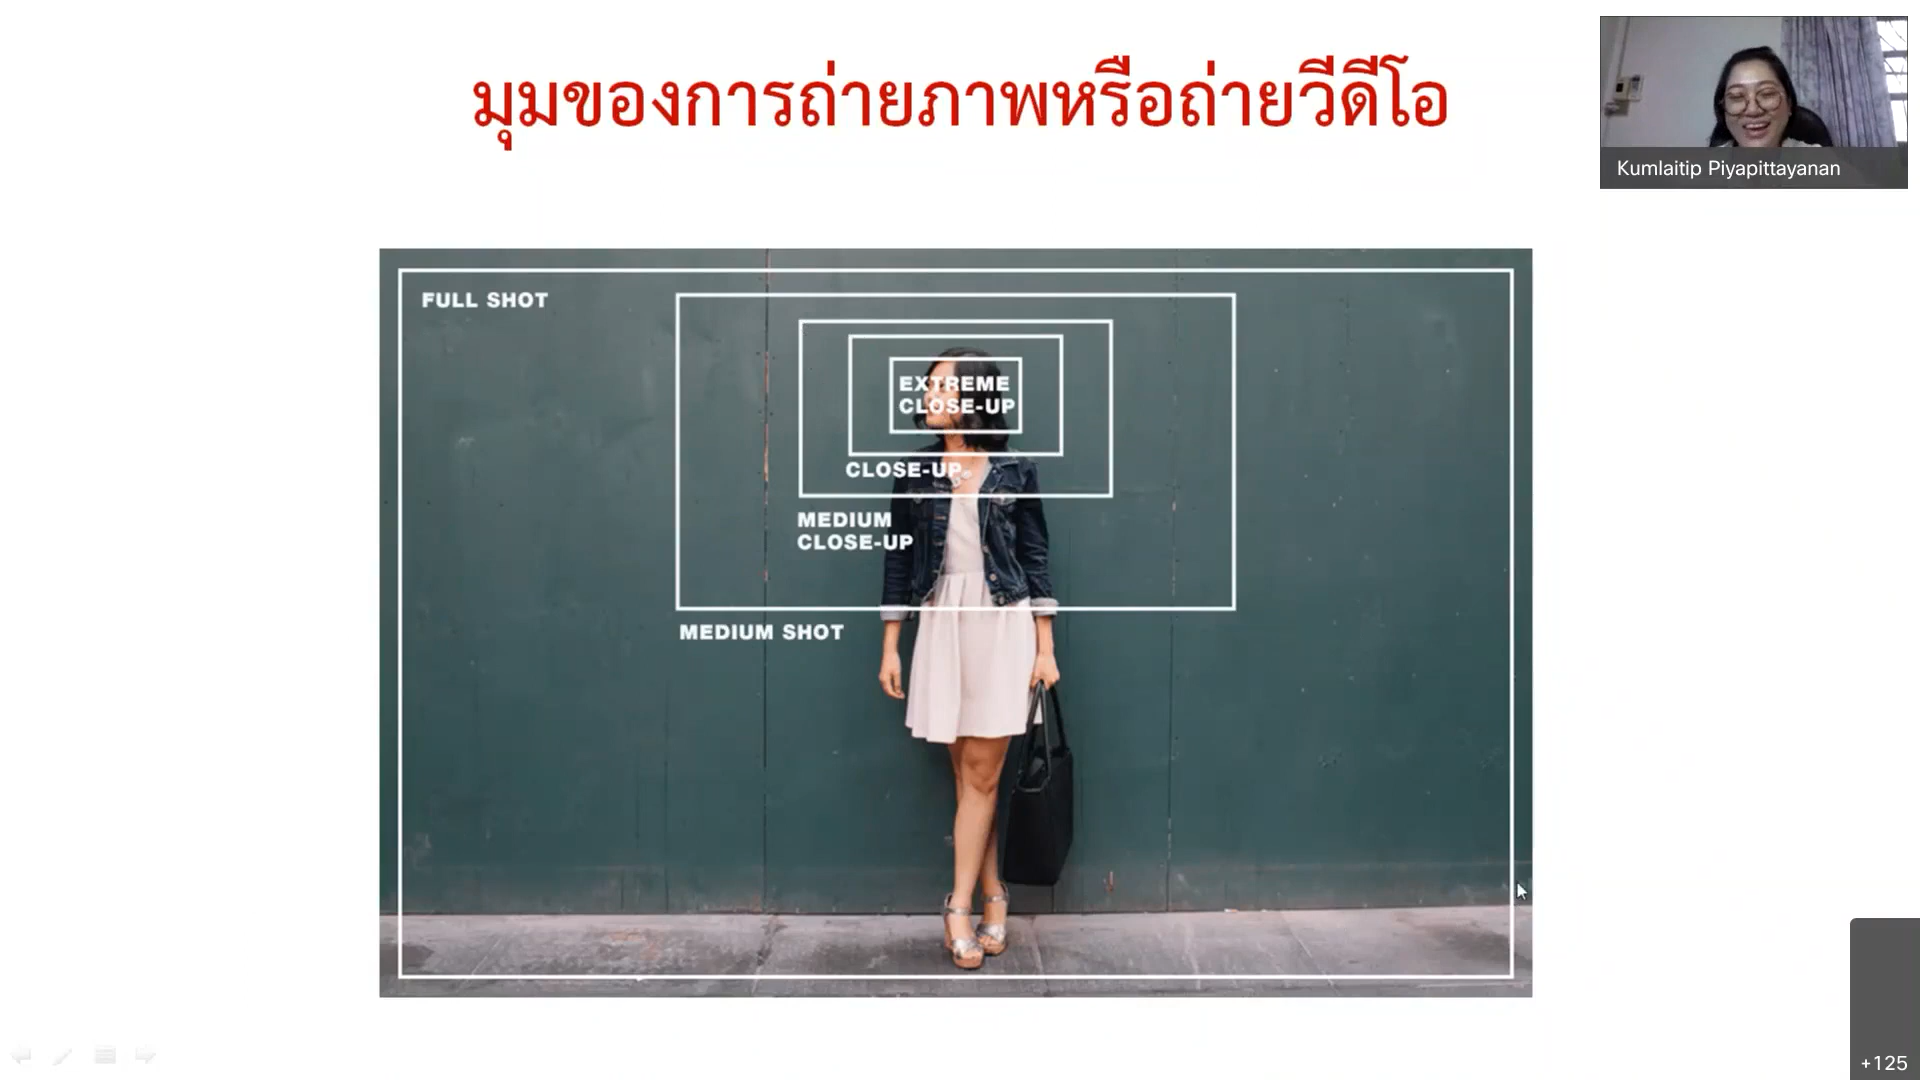 มุมของการถ่ายภาพหรือถ่ายวีดีโอ
Kumlaitip Piyapittayanan
FULL SHOT
EXTREME
CLOSE-UP
CLOSE-UP
MEDIUM
CLOSE-UP
MEDIUM SHOT
+125